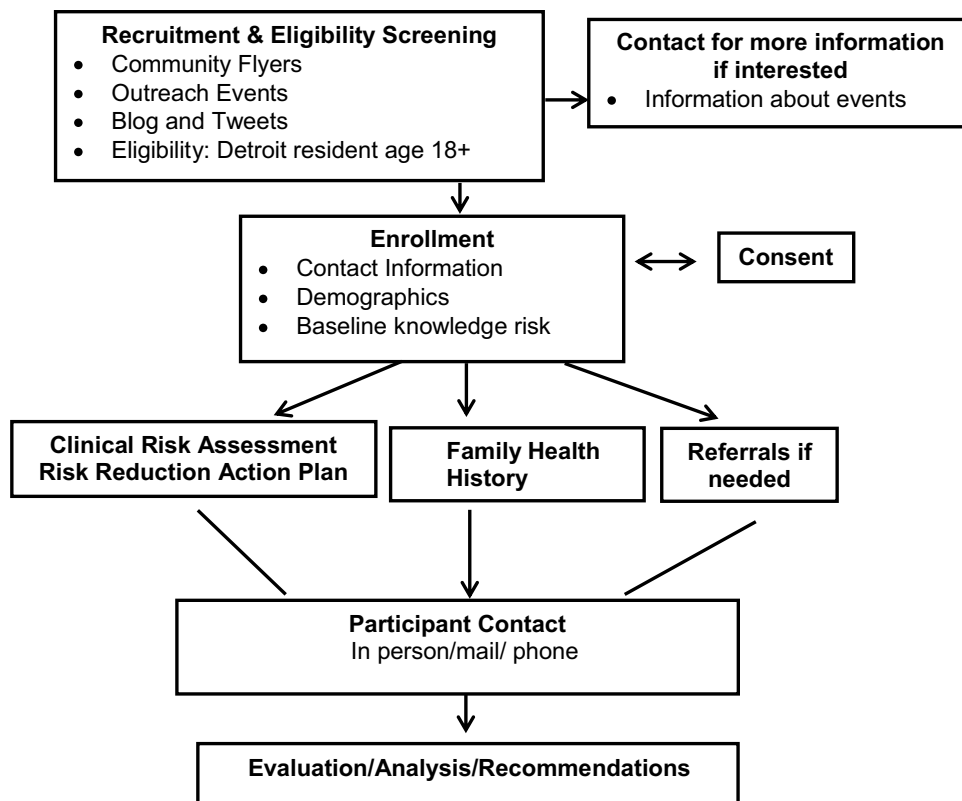 Recruitment & Eligibility Screening
• Community Flyers
• Outreach Events
• Blog and Tweets
• Eligibility: Detroit resident age 18+
Contact for more information
if interested
• Information about events
Enrollment
• Contact Information
• Demographics
• Baseline knowledge risk
Consent
Clinical Risk Assessment
Risk Reduction Action Plan
Family Health
History
Referrals if
needed
Participant Contact
In person/mail/ phone
Evaluation/Analysis/Recommendations